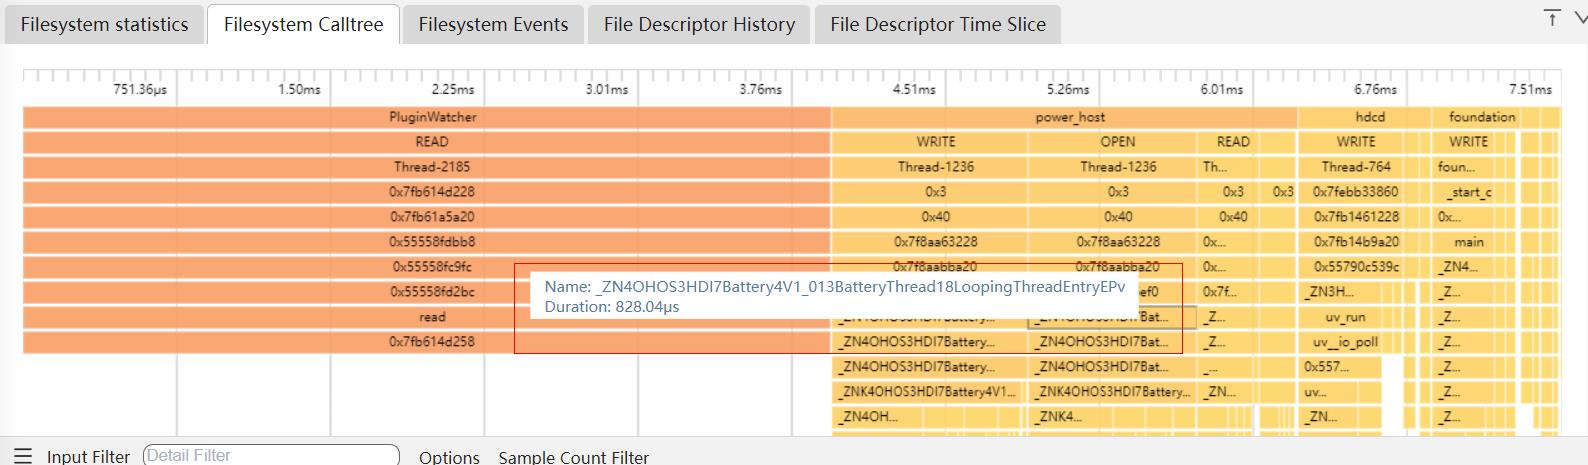 Filesystem statistics Filesystem Calltree Filesystem Events File Descriptor History File Descriptor Time Slice
751.36μs 1.50ms 2.25ms 3.01ms 3.76ms 4.51ms 5.26ms 6.01ms 6.76ms 7.51ms
PluginWatcher power_host hdcd foundation
READ WRITE OPEN READ WRITE WRITE
Thread-2185 Thread-1236 Thread-1236 Th... Thread-764 foun...
0x7fb614d228 0x3 0x3 0x3 0x3 0x7febb33860 _start_c
0x7fb61a5a20 0x40 0x40 0x40 0x7fb1461228 0x...
0x55558fdbb8 0x7f8aa63228 0x7f8aa63228 0x... 0x7fb14b9a20 main
0x55558fc9fc 0x7f8aabba20 0x7f8aabba20 0x... 0x55790c539c _ZN4...
Name: _ZN4OHOS3HDI7Battery4V1_013BatteryThread18LoopingThreadEntryEPv
Duration: 828.04μs
0x55558fd2bc ef0 0x7f... _ZN3H... _Z...
read _ZN4OHOS3HDI7Battery... _ZN4OHOS3HDI7Bat... _Z... uv_run _Z...
0x7fb614d258 _ZN4OHOS3HDI7Battery... _ZN4OHOS3HDI7Bat... _Z... uv__io_poll _Z...
_ZN4OHOS3HDI7Battery... _ZN4OHOS3HDI7Bat... _... 0x557... _Z...
_ZNK4OHOS3HDI7Battery4V1... _ZNK4OHOS3HDI7Battery... _ZN... uv... _Z...
_ZN4OH... _ZNK4... _ZN... _Z...
Input Filter Detail Filter Options Sample Count Filter